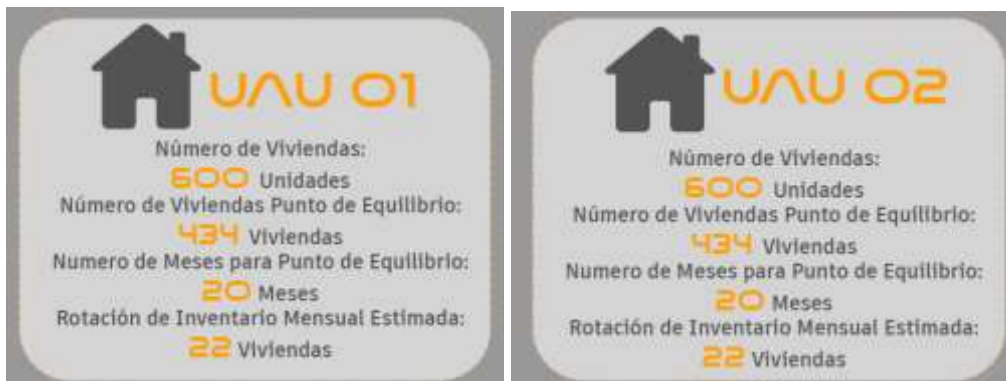 UAU 01
Número de Viviendas:
600 Unidades
Número de Viviendas Punto de Equilibrio:
434 Viviendas
Numero de Meses para Punto de Equilibrio:
20 Meses
Rotación de Inventario Mensual Estimada:
22 Viviendas
UAU 02
Número de Viviendas:
600 Unidades
Número de Viviendas Punto de Equilibrio:
434 Viviendas
Numero de Meses para Punto de Equilibrio:
20 Meses
Rotación de Inventario Mensual Estimada:
22 Viviendas